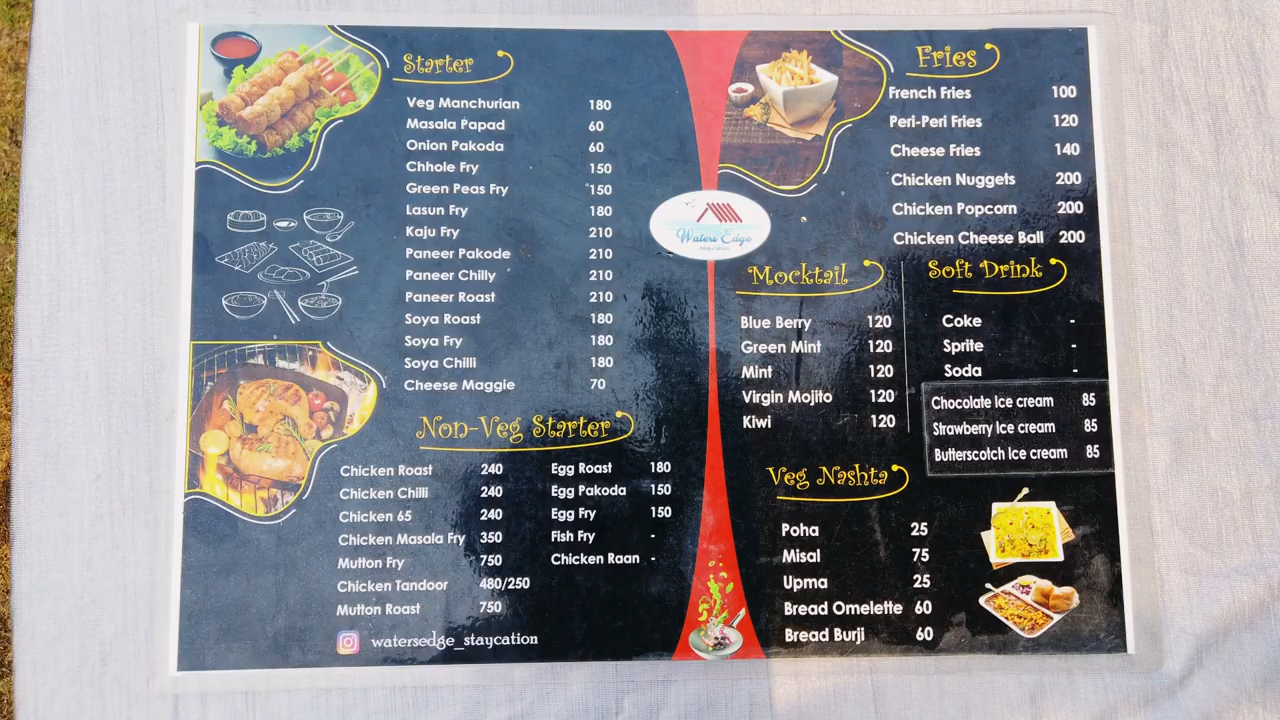 Starter
Veg Manchurian 180
Masala Papad 60
Onion Pakoda 60
Chhole Fry 150
Green Peas Fry 150
Lasun Fry 180
Kaju Fry 210
Paneer Pakode 210
Paneer Chilly 210
Paneer Roast 210
Soya Roast 180
Soya Fry 180
Soya Chilli 180
Cheese Maggie 70
Non-Veg Starter
Chicken Roast 240
Chicken Chilli 240
Chicken 65 240
Chicken Masala Fry 350
Mutton Fry 750
Chicken Tandoor 480/250
Mutton Roast 750
Egg Roast 180
Egg Pakoda 150
Egg Fry 150
Fish Fry -
Chicken Raan -
watersedge_staycation
Waters Edge
Fries
French Fries 100
Peri-Peri Fries 120
Cheese Fries 140
Chicken Nuggets 200
Chicken Popcorn 200
Chicken Cheese Ball 200
Mocktail
Blue Berry 120
Green Mint 120
Mint 120
Virgin Mojito 120
Kiwi 120
Soft Drink
Coke -
Sprite -
Soda -
Chocolate Ice cream 85
Strawberry Ice cream 85
Butterscotch Ice cream 85
Veg Nashta
Poha 25
Misal 75
Upma 25
Bread Omelette 60
Bread Burji 60